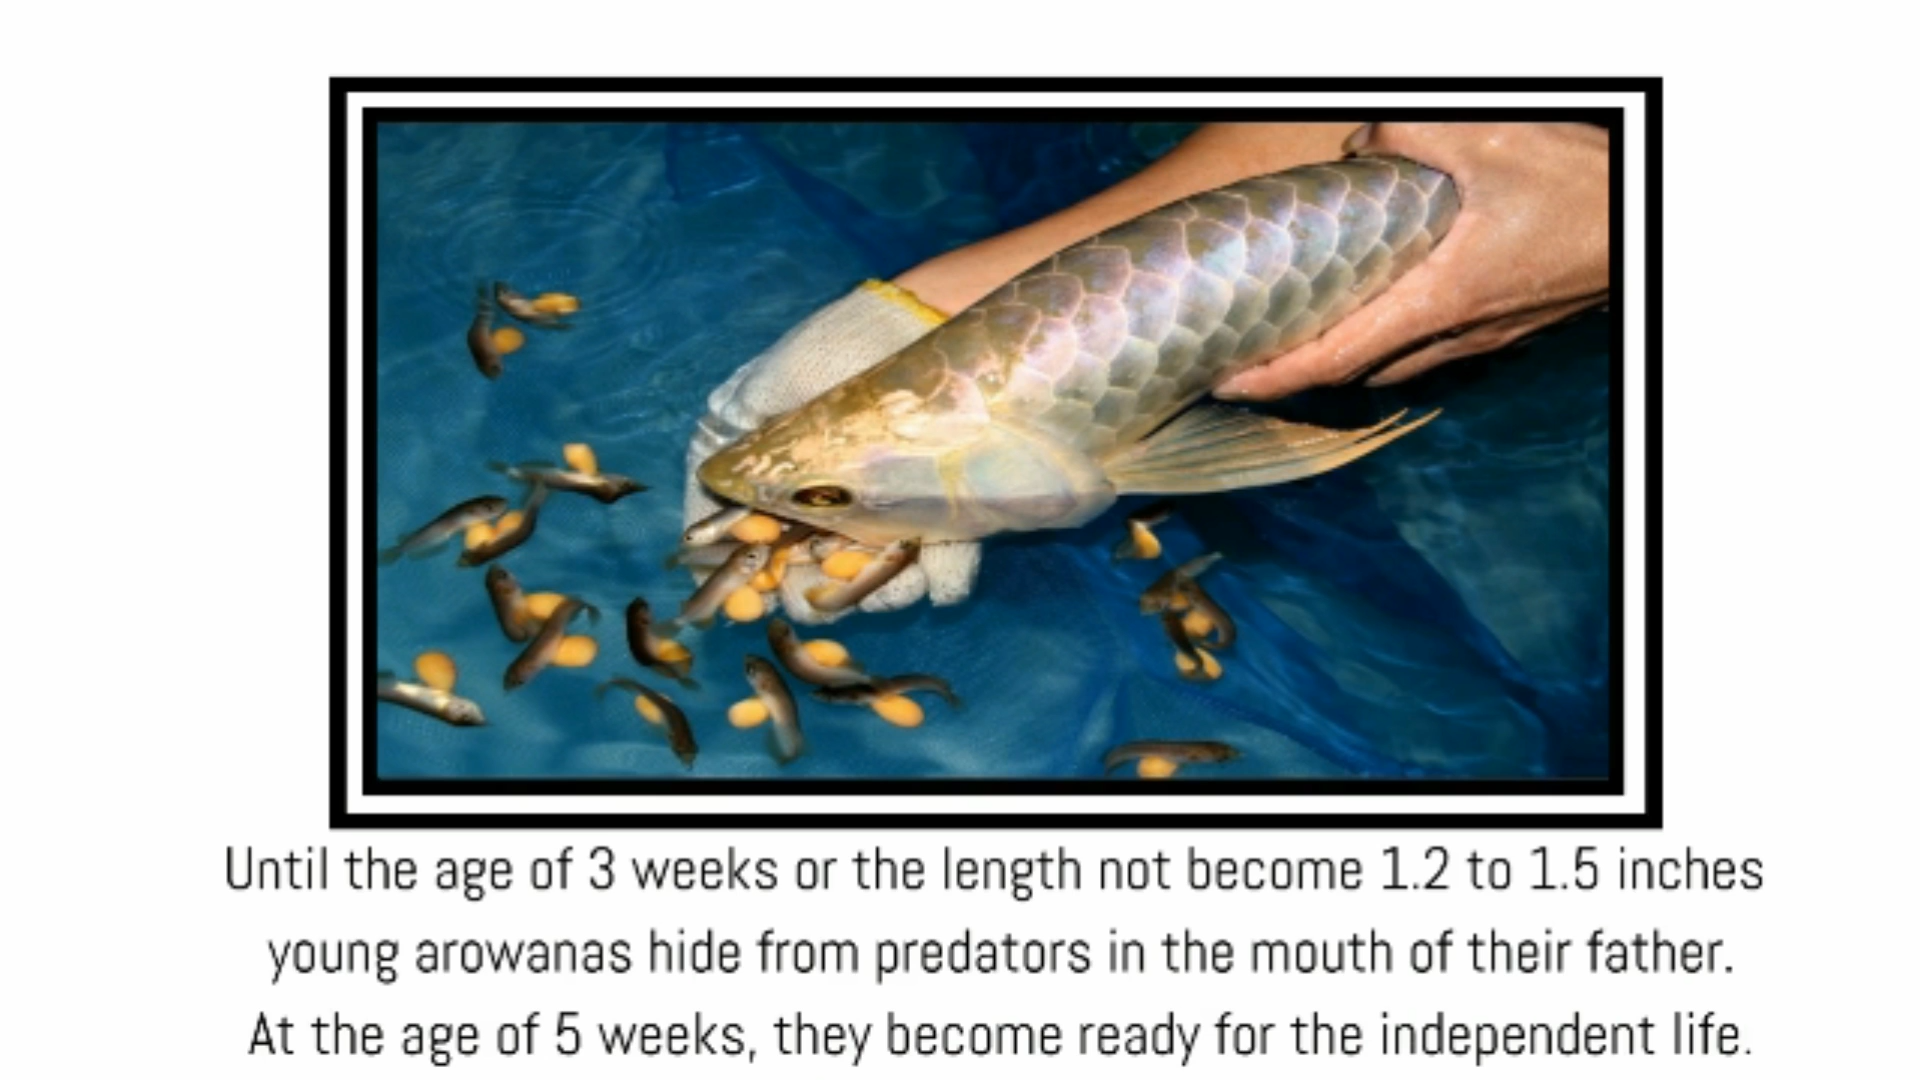 Until the age of 3 weeks or the length not become 1.2 to 1.5 inches
young arowanas hide from predators in the mouth of their father.
At the age of 5 weeks, they become ready for the independent life.